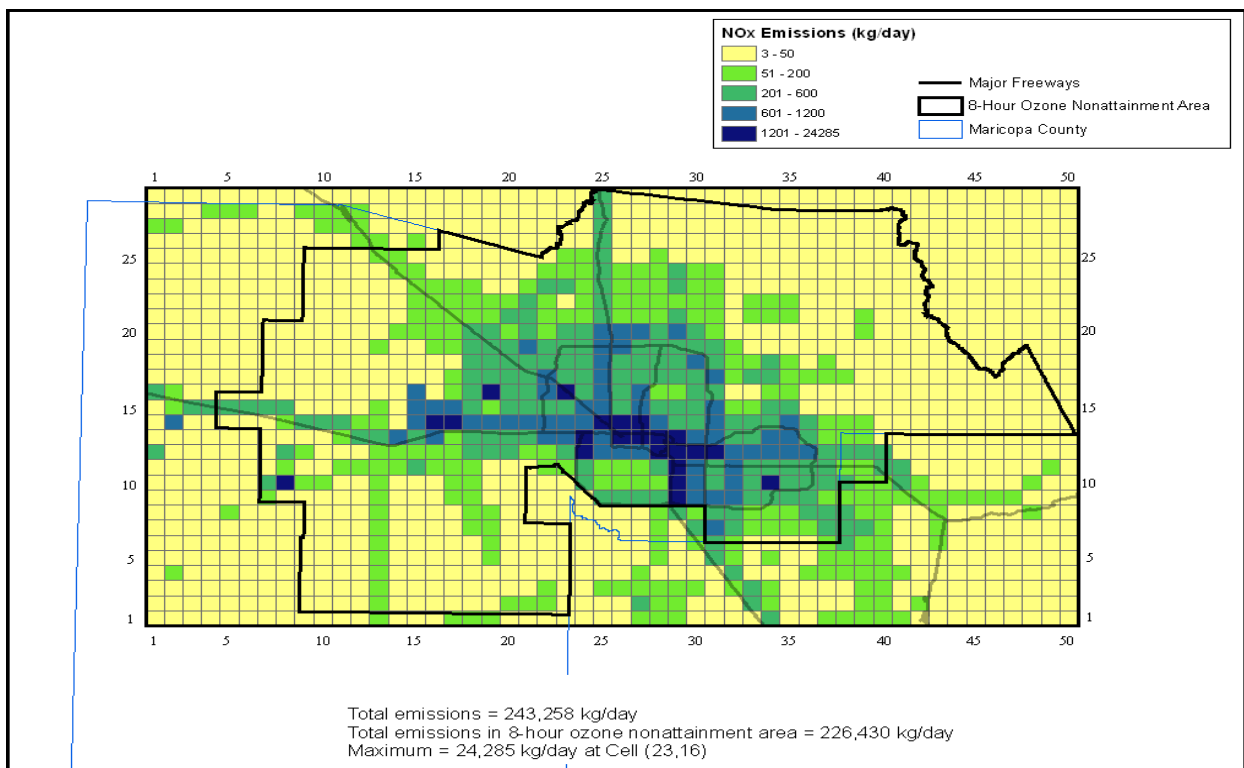 NOx Emissions (kg/day)
3 - 50
51 - 200
201 - 600
601 - 1200
1201 - 24285
Major Freeways
8-Hour Ozone Nonattainment Area
Maricopa County
1 5 10 15 20 25 30 35 40 45 50
25 25
20 20
15 15
10 10
5 5
1 1
1 5 10 15 20 25 30 35 40 45 50
Total emissions = 243,258 kg/day
Total emissions in 8-hour ozone nonattainment area = 226,430 kg/day
Maximum = 24,285 kg/day at Cell (23,16)